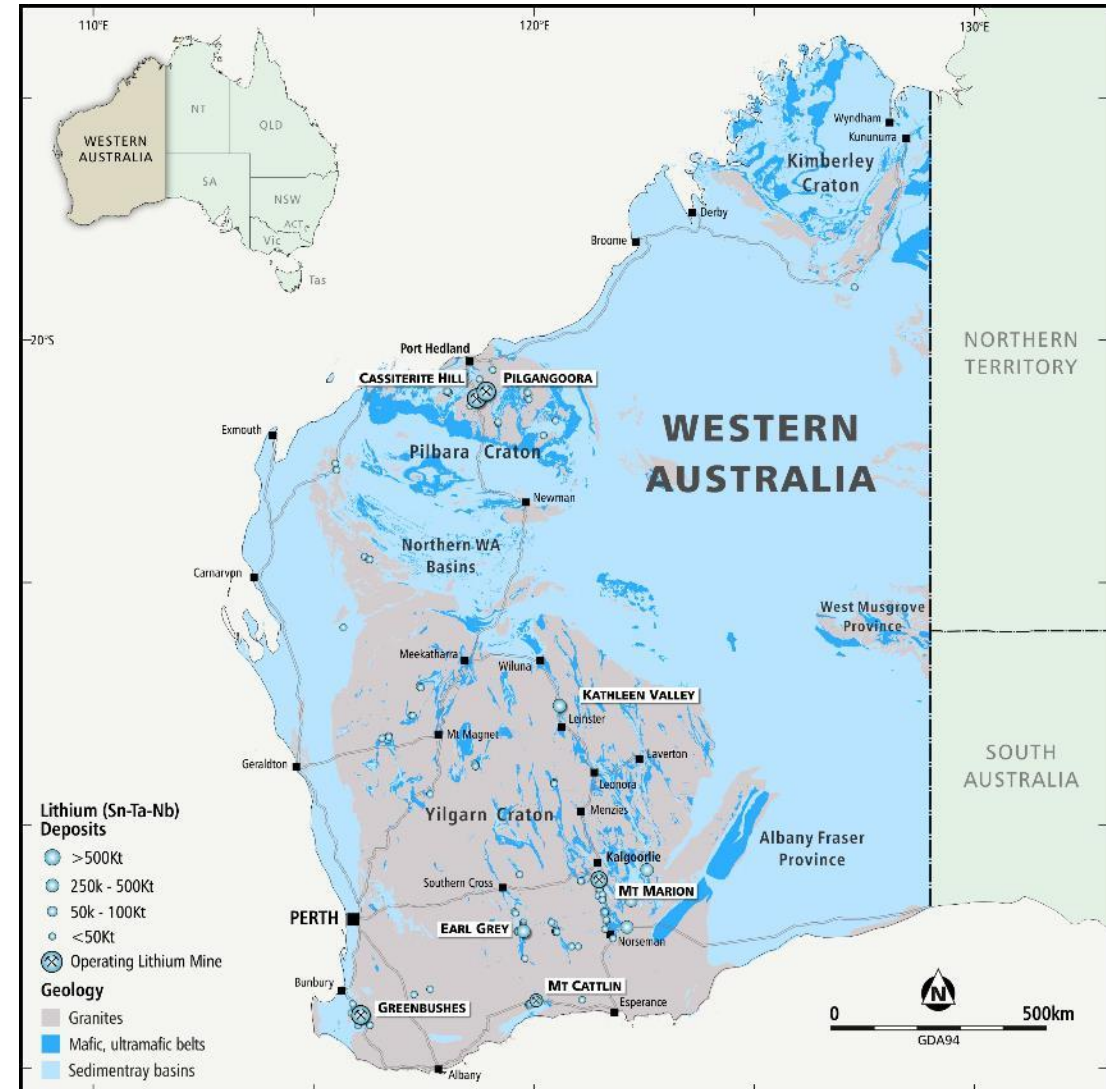 110°E
120°E
130°E
WESTERN
AUSTRALIA
NT
QLD
SA
NSW
ACT
Vic
Tas
Wyndham
Kununurra
Kimberley
Craton
Derby
Broome
20°S
NORTHERN
TERRITORY
Port Hedland
CASSITERITE HILL
PILGANGOORA
WESTERN
AUSTRALIA
Exmouth
Pilbara Craton
Newman
Northern WA
Basins
Carnarvon
West Musgrove
Province
Meekatharra
Wiluna
KATHLEEN VALLEY
Leinster
Mt Magnet
Laverton
Geraldton
Leonora
SOUTH
AUSTRALIA
Menzies
Yilgarn Craton
Albany Fraser
Province
Kalgoorlie
Southern Cross
MT MARION
PERTH
EARL GREY
Norseman
Bunbury
MT CATTLIN
GREENBUSHES
Esperance
Albany
Lithium (Sn-Ta-Nb)
Deposits
>500Kt
250k - 500Kt
50k - 100Kt
<50Kt
Operating Lithium Mine
Geology
Granites
Mafic, ultramafic belts
Sedimentray basins
N
0 500km
GDA94